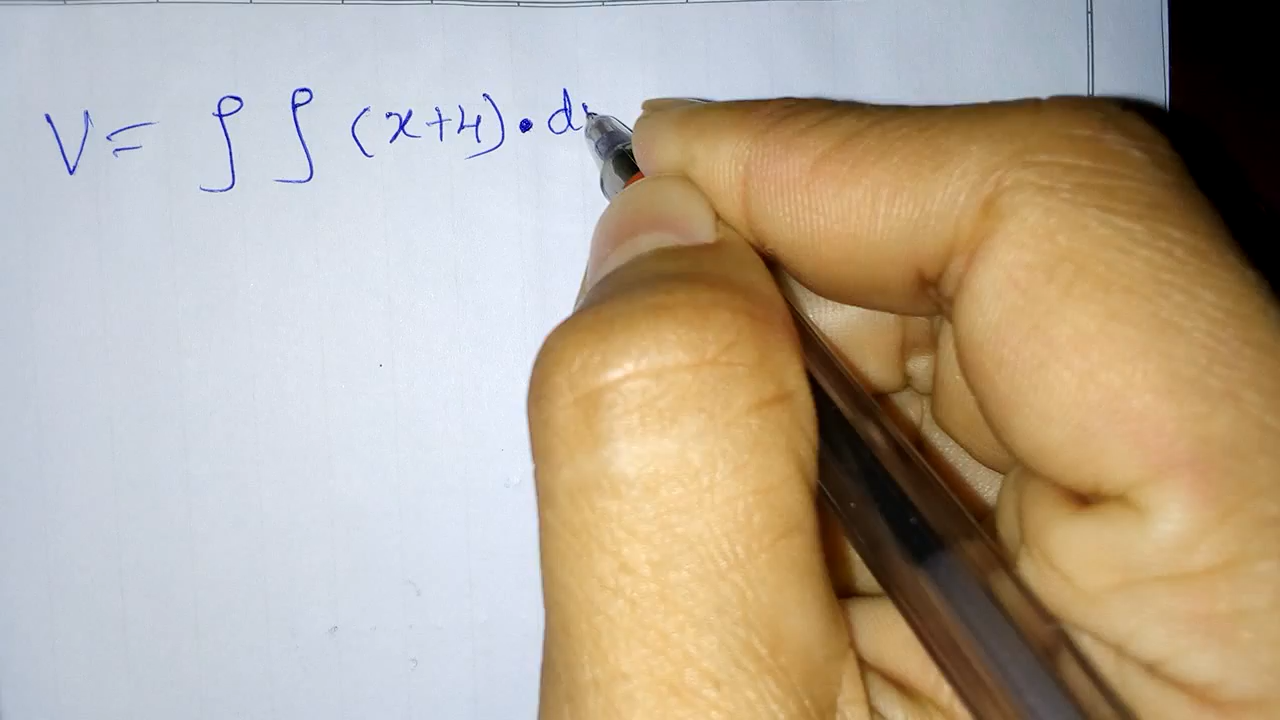 V = ∫ ∫ (x+4) • d